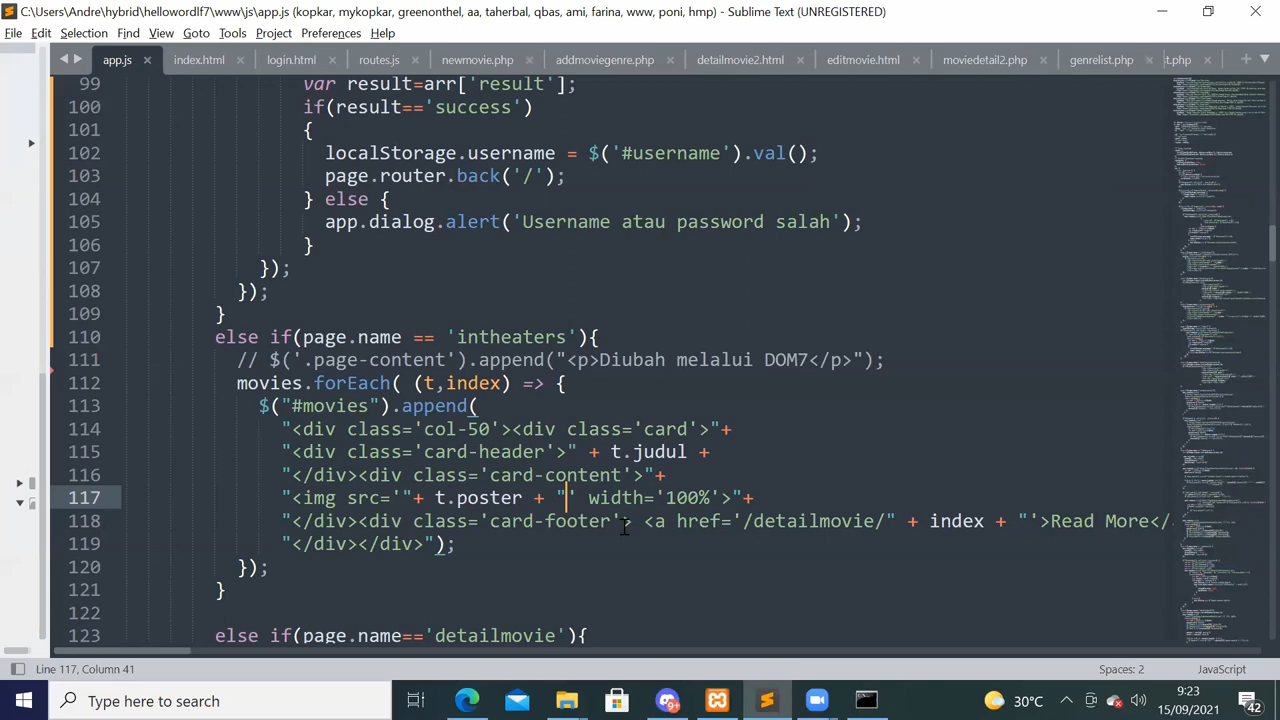 C:\Users\Andre\hybrid\hellowordlf7\www\js\app.js (kopkar, mykopkar, greenotehel, aa, taherbal, qbas, ami, farina, www, poni, hmp) - Sublime Text (UNREGISTERED)
File Edit Selection Find View Goto Tools Project Preferences Help
app.js index.html login.html routes.js newmovie.php addmoviegenre.php detailmovie2.html editmovie.html moviedetail2.php genrelist.php t.php
99 var result=arr['result'];
100 if(result=='success')
101 {
102 localStorage.username = $('#username').val();
103 page.router.back('/');
104 } else {
105 app.dialog.alert('Username atau password salah');
106 }
107 });
108 });
109 }
110 else if(page.name == 'infiniters'){
111 // $('.page-content').append("<p>Diubah melalui DOM7</p>");
112 movies.forEach( (t,index) => {
113 $("#movies").append(
114 "<div class='col-5%<div class='card'>"+
115 "<div class='card-header'>" + t.judul +
116 "</div><div class='card-content'>"+
117 "<img src='"+ t.poster + "' width='100%'>"+
118 "</div><div class='card-footer'> <a href='/detailmovie/" + index + "'>Read More</
119 "</div></div>");
120 });
121 }
122
123 else if(page.name=='detailmovie'){
Line 117, Column 41 Spaces: 2 JavaScript
Type here to search 30°C 9:23
15/09/2021 42